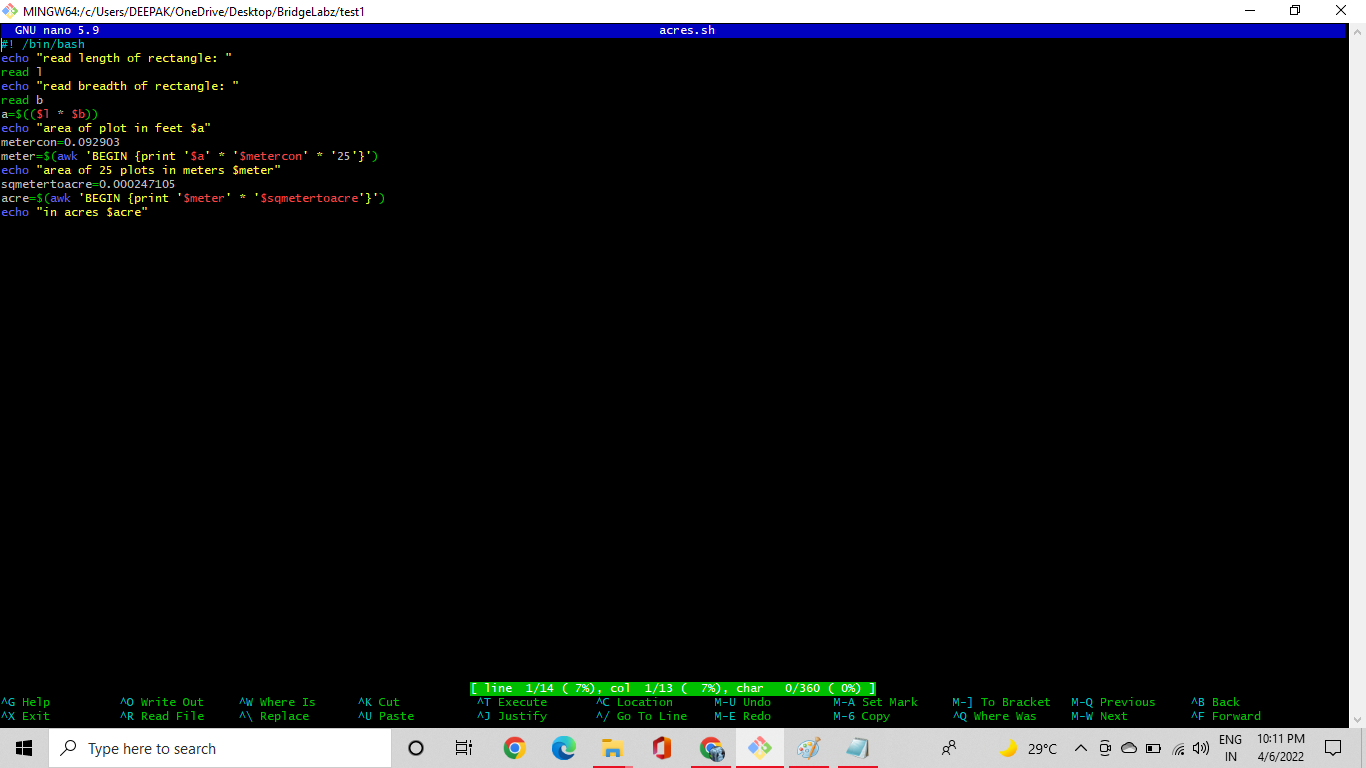 MINGW64:/c/Users/DEEPAK/OneDrive/Desktop/BridgeLabz/test1
GNU nano 5.9 acres.sh
#! /bin/bash
echo "read length of rectangle: "
read l
echo "read breadth of rectangle: "
read b
a=$(($l * $b))
echo "area of plot in feet $a"
metercon=0.092903
meter=$(awk 'BEGIN {print '$a' * '$metercon' * '25'}')
echo "area of 25 plots in meters $meter"
sqmetertoacre=0.000247105
acre=$(awk 'BEGIN {print '$meter' * '$sqmetertoacre'}')
echo "in acres $acre"
[ line  1/14 ( 7%), col  1/13 (  7%), char   0/360 ( 0%) ]
^G Help ^O Write Out ^W Where Is ^K Cut ^T Execute ^C Location M-U Undo M-A Set Mark M-] To Bracket M-Q Previous ^B Back
^X Exit ^R Read File ^\ Replace ^U Paste ^J Justify ^/ Go To Line M-E Redo M-6 Copy ^Q Where Was M-W Next ^F Forward
Type here to search 29°C ENG IN 10:11 PM 4/6/2022